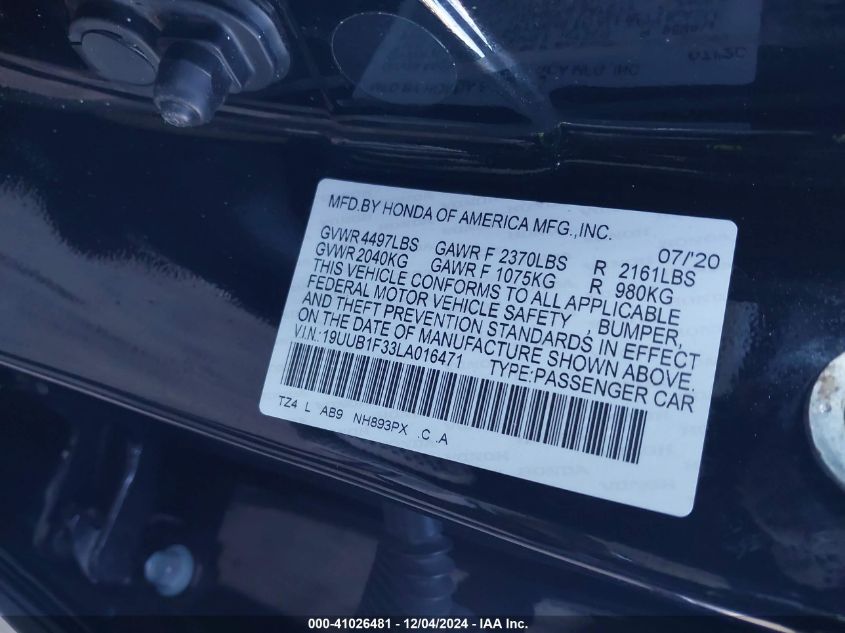 MFD.BY HONDA OF AMERICA MFG.,INC.
07/'20
GVWR 4497LBS GAWR F 2370LBS R 2161LBS
GVWR 2040KG GAWR F 1075KG R 980KG
THIS VEHICLE CONFORMS TO ALL APPLICABLE
FEDERAL MOTOR VEHICLE SAFETY , BUMPER,
AND THEFT PREVENTION STANDARDS IN EFFECT
ON THE DATE OF MANUFACTURE SHOWN ABOVE.
V.I.N.:19UUB1F33LA016471 TYPE:PASSENGER CAR
TZ4 L AB9 NH893PX .C .A
000-41026481 - 12/04/2024 - IAA Inc.